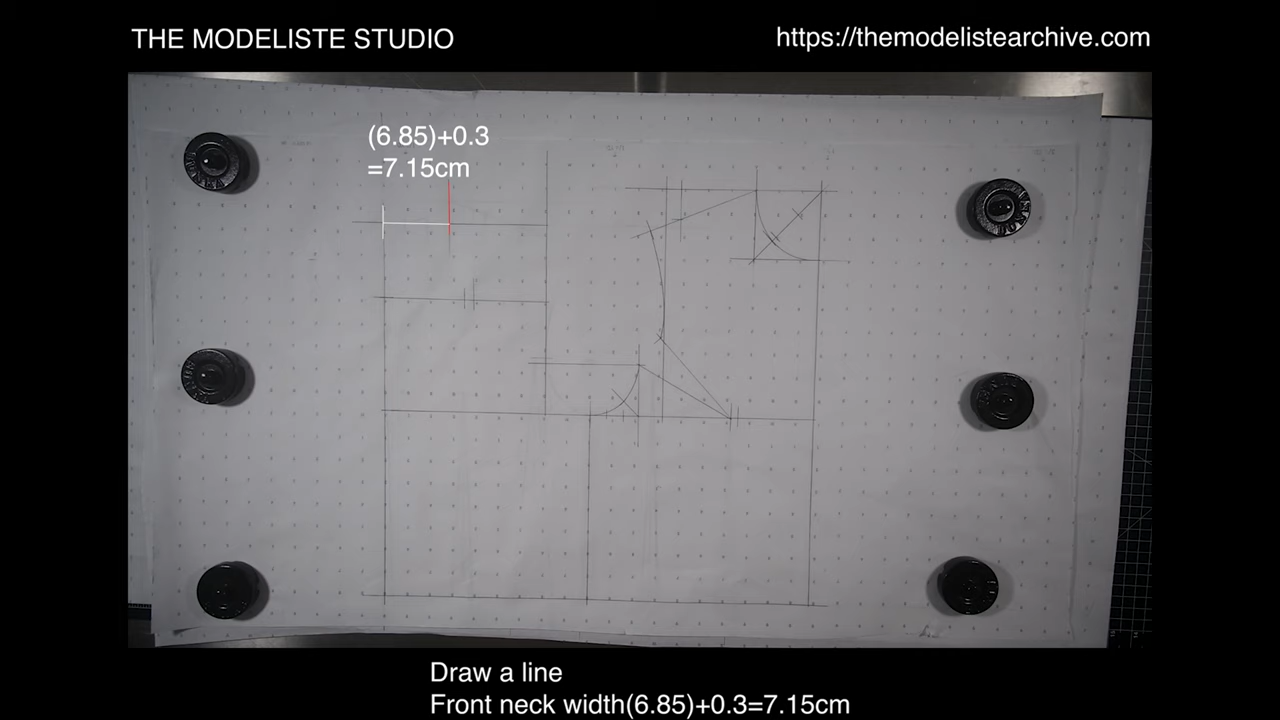 THE MODELISTE STUDIO
https://themodelistearchive.com
(6.85)+0.3
=7.15cm
Draw a line
Front neck width(6.85)+0.3=7.15cm